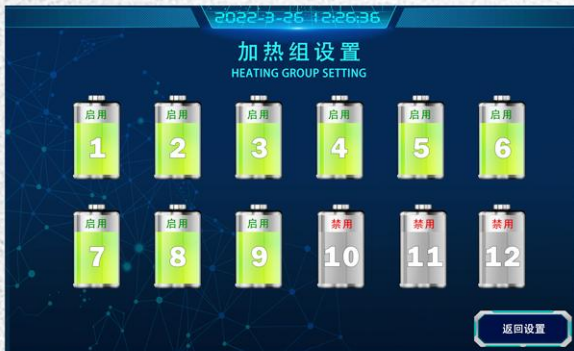 2022-3-26 12:26:36
加热组设置
HEATING GROUP SETTING
启用 启用 启用 启用 启用 启用
1 2 3 4 5 6
启用 启用 启用 禁用 禁用 禁用
7 8 9 10 11 12
返回设置